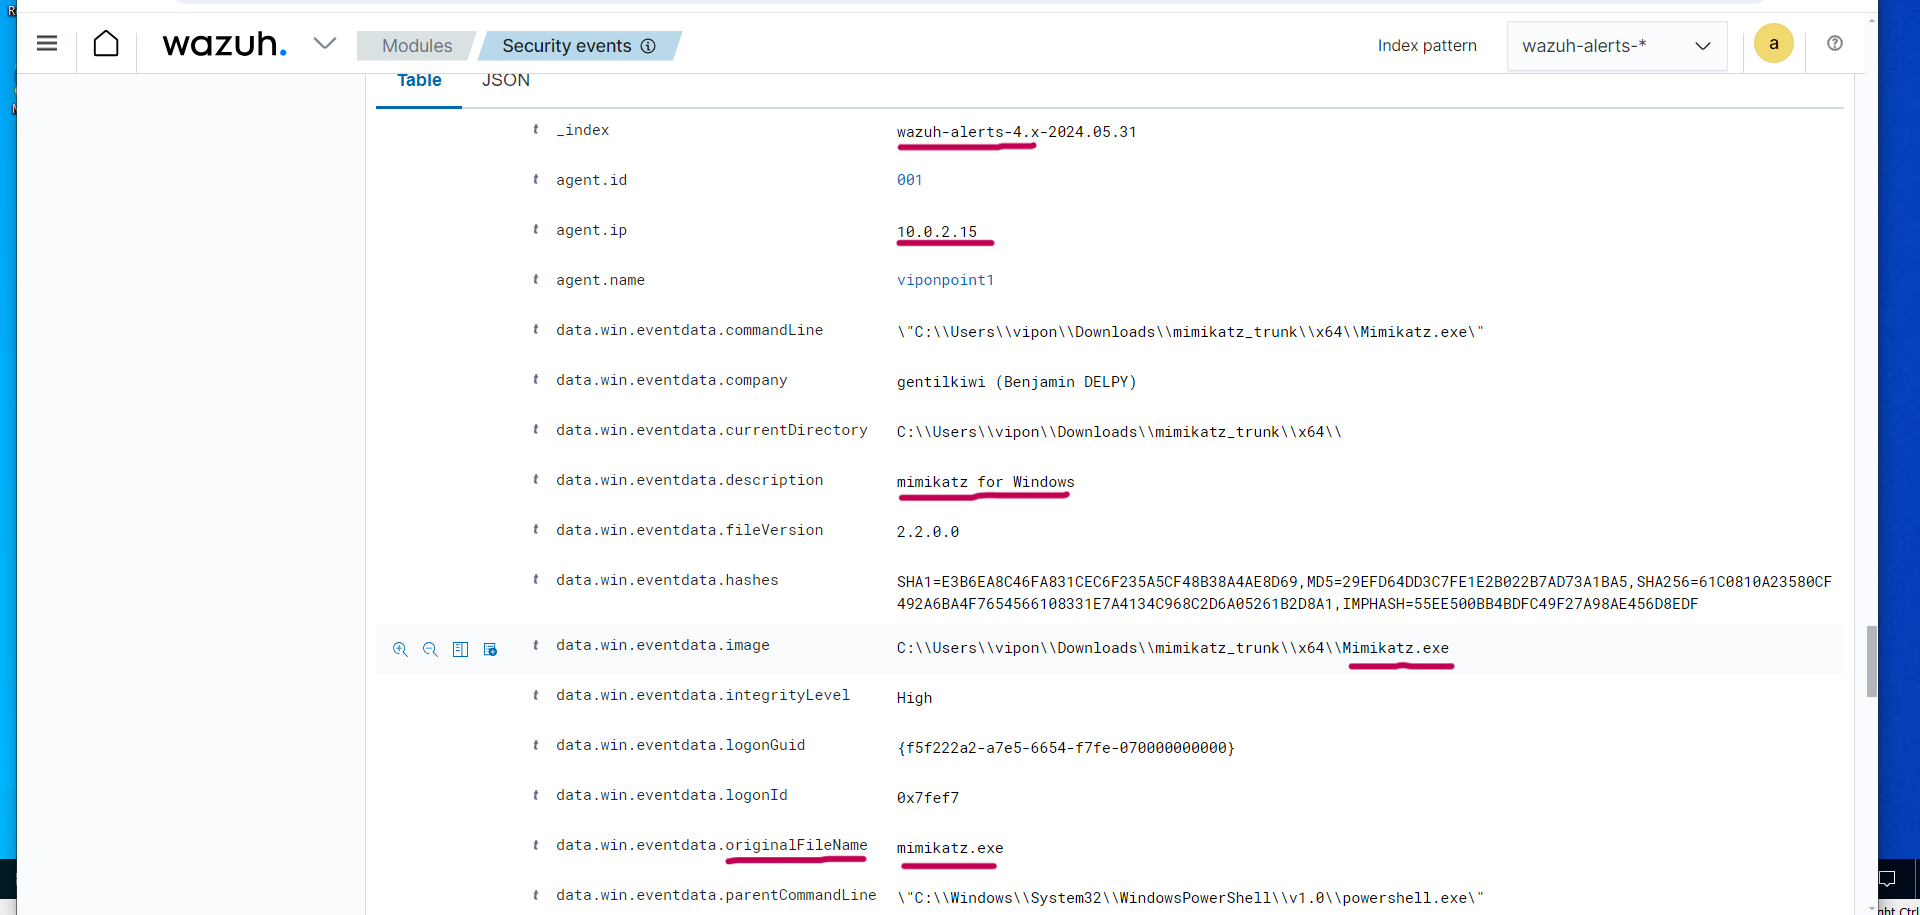 wazuh.
Modules
Security events
Index pattern
wazuh-alerts-*
a
Table
JSON
t _index wazuh-alerts-4.x-2024.05.31
t agent.id 001
t agent.ip 10.0.2.15
t agent.name viponpoint1
t data.win.eventdata.commandLine \"C:\\Users\\vipon\\Downloads\\mimikatz_trunk\\x64\\Mimikatz.exe\"
t data.win.eventdata.company gentilkiwi (Benjamin DELPY)
t data.win.eventdata.currentDirectory C:\\Users\\vipon\\Downloads\\mimikatz_trunk\\x64\\
t data.win.eventdata.description mimikatz for Windows
t data.win.eventdata.fileVersion 2.2.0.0
t data.win.eventdata.hashes SHA1=E3B6EA8C46FA831CEC6F235A5CF48B38A4AE8D69,MD5=29EFD64DD3C7FE1E2B022B7AD73A1BA5,SHA256=61C0810A23580CF
492A6BA4F7654566108331E7A4134C968C2D6A05261B2D8A1,IMPHASH=55EE500BB4BDFC49F27A98AE456D8EDF
t data.win.eventdata.image C:\\Users\\vipon\\Downloads\\mimikatz_trunk\\x64\\Mimikatz.exe
t data.win.eventdata.integrityLevel High
t data.win.eventdata.logonGuid {f5f222a2-a7e5-6654-f7fe-070000000000}
t data.win.eventdata.logonId 0x7fef7
t data.win.eventdata.originalFileName mimikatz.exe
t data.win.eventdata.parentCommandLine \"C:\\Windows\\System32\\WindowsPowerShell\\v1.0\\powershell.exe\"